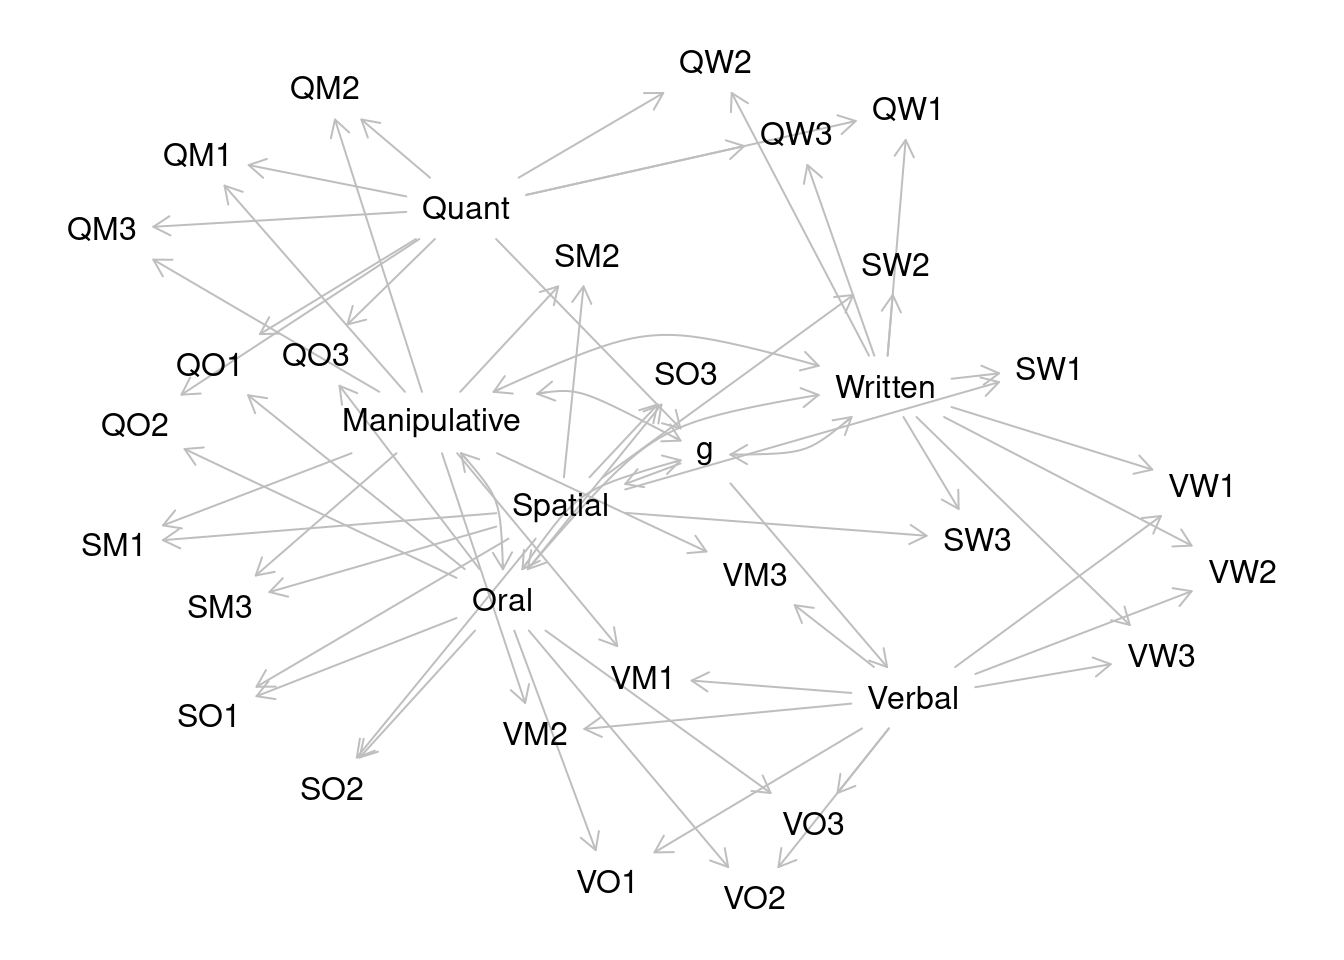 QW2
QM2
QW1
QW3
QM1
Quant
QM3
SM2
SW2
QO3
QO1
SW1
SO3
Written
Manipulative
QO2
g
VW1
Spatial
SW3
SM1
VW2
VM3
Oral
SM3
VW3
VM1
Verbal
SO1
VM2
SO2
VO3
VO1
VO2